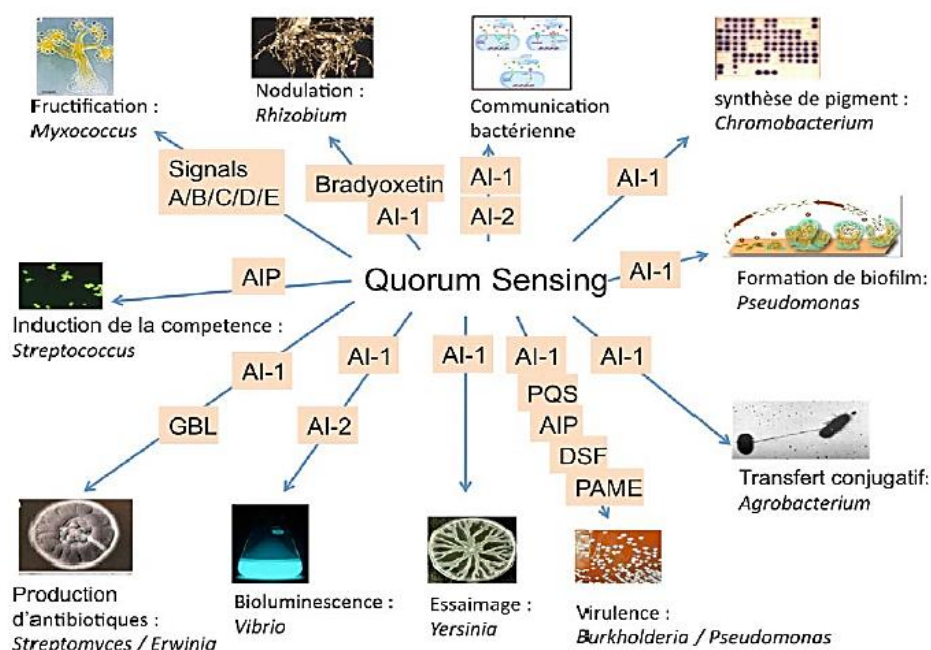 Fructification :
Myxococcus
Nodulation :
Rhizobium
Communication
bactérienne
synthèse de pigment :
Chromobacterium
Signals
A/B/C/D/E
Bradyoxetin
AI-1
AI-1
AI-2
AI-1
AIP
Quorum Sensing
AI-1
Formation de biofilm:
Pseudomonas
Induction de la competence :
Streptococcus
AI-1
GBL
AI-1
AI-2
AI-1
AI-1
PQS
AIP
DSF
PAME
AI-1
Transfert conjugatif:
Agrobacterium
Production
d'antibiotiques :
Streptomyces / Erwinia
Bioluminescence :
Vibrio
Essaimage :
Yersinia
Virulence :
Burkholderia / Pseudomonas